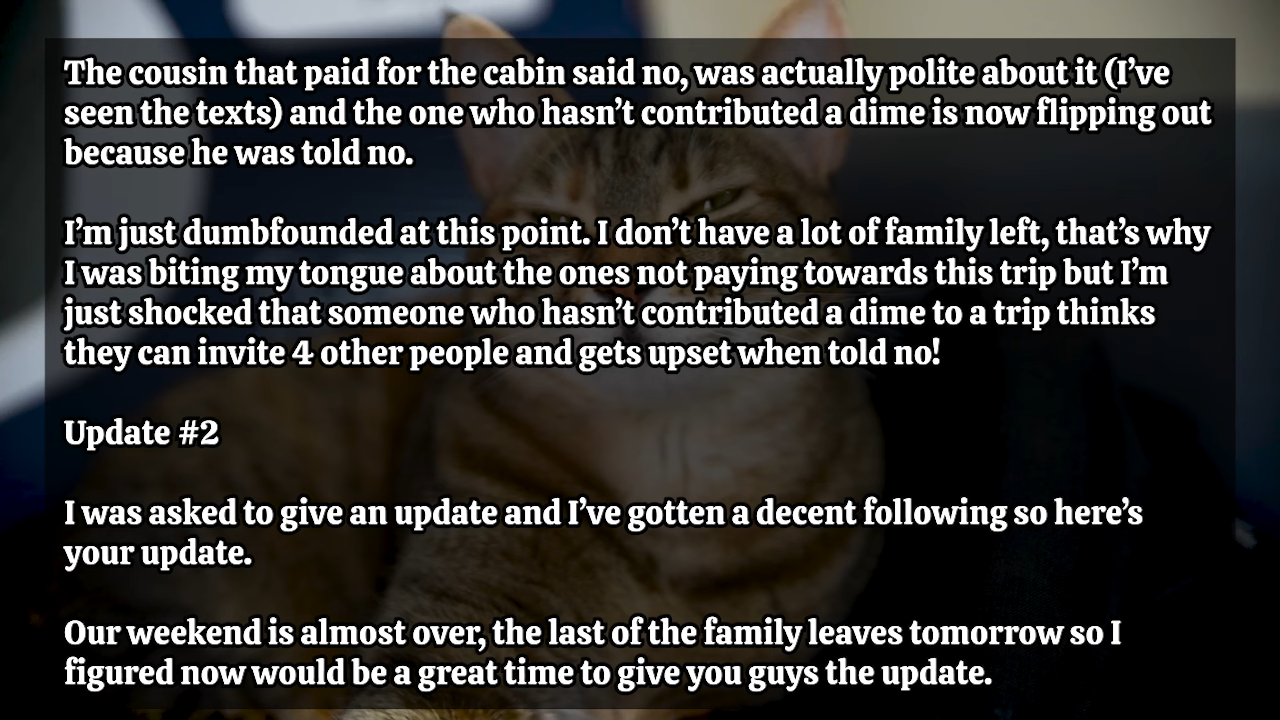 The cousin that paid for the cabin said no, was actually polite about it (I’ve
seen the texts) and the one who hasn’t contributed a dime is now flipping out
because he was told no.
I’m just dumbfounded at this point. I don’t have a lot of family left, that’s why
I was biting my tongue about the ones not paying towards this trip but I’m
just shocked that someone who hasn’t contributed a dime to a trip thinks
they can invite 4 other people and gets upset when told no!
Update #2
I was asked to give an update and I’ve gotten a decent following so here’s
your update.
Our weekend is almost over, the last of the family leaves tomorrow so I
figured now would be a great time to give you guys the update.